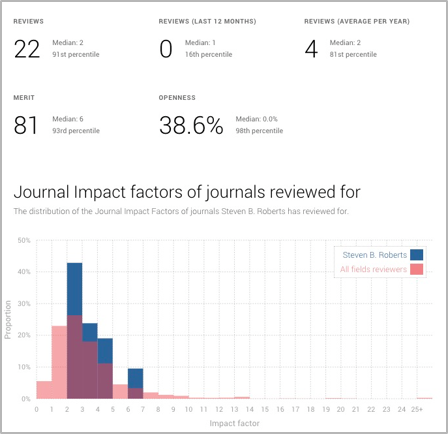 REVIEWS
REVIEWS (LAST 12 MONTHS)
REVIEWS (AVERAGE PER YEAR)
22
Median: 2
91st percentile
0
Median: 1
16th percentile
4
Median: 2
81st percentile
MERIT
OPENNESS
81
Median: 6
93rd percentile
38.6%
Median: 0.0%
98th percentile
Journal Impact factors of journals reviewed for
The distribution of the Journal Impact Factors of journals Steven B. Roberts has reviewed for.
50%
40%
30%
20%
10%
0%
Proportion
Steven B. Roberts
All fields reviewers
0 1 2 3 4 5 6 7 8 9 10 11 12 13 14 15 16 17 18 19 20 21 22 23 24 25+
Impact factor